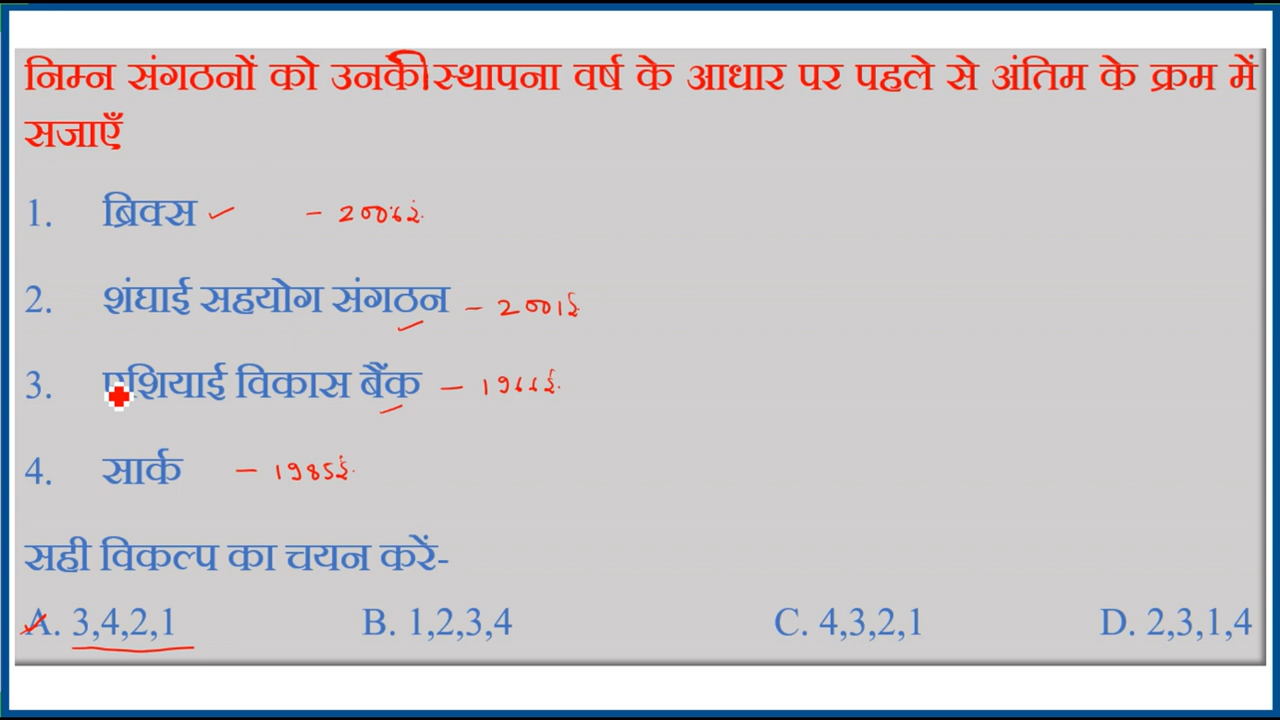 निम्न संगठनों को उनकी स्थापना वर्ष के आधार पर पहले से अंतिम के क्रम में
सजाएँ
1. ब्रिक्स - 2006ई.
2. शंघाई सहयोग संगठन - 2001ई.
3. एशियाई विकास बैंक - 1966ई.
4. सार्क - 1985ई.
सही विकल्प का चयन करें-
A. 3,4,2,1 B. 1,2,3,4 C. 4,3,2,1 D. 2,3,1,4